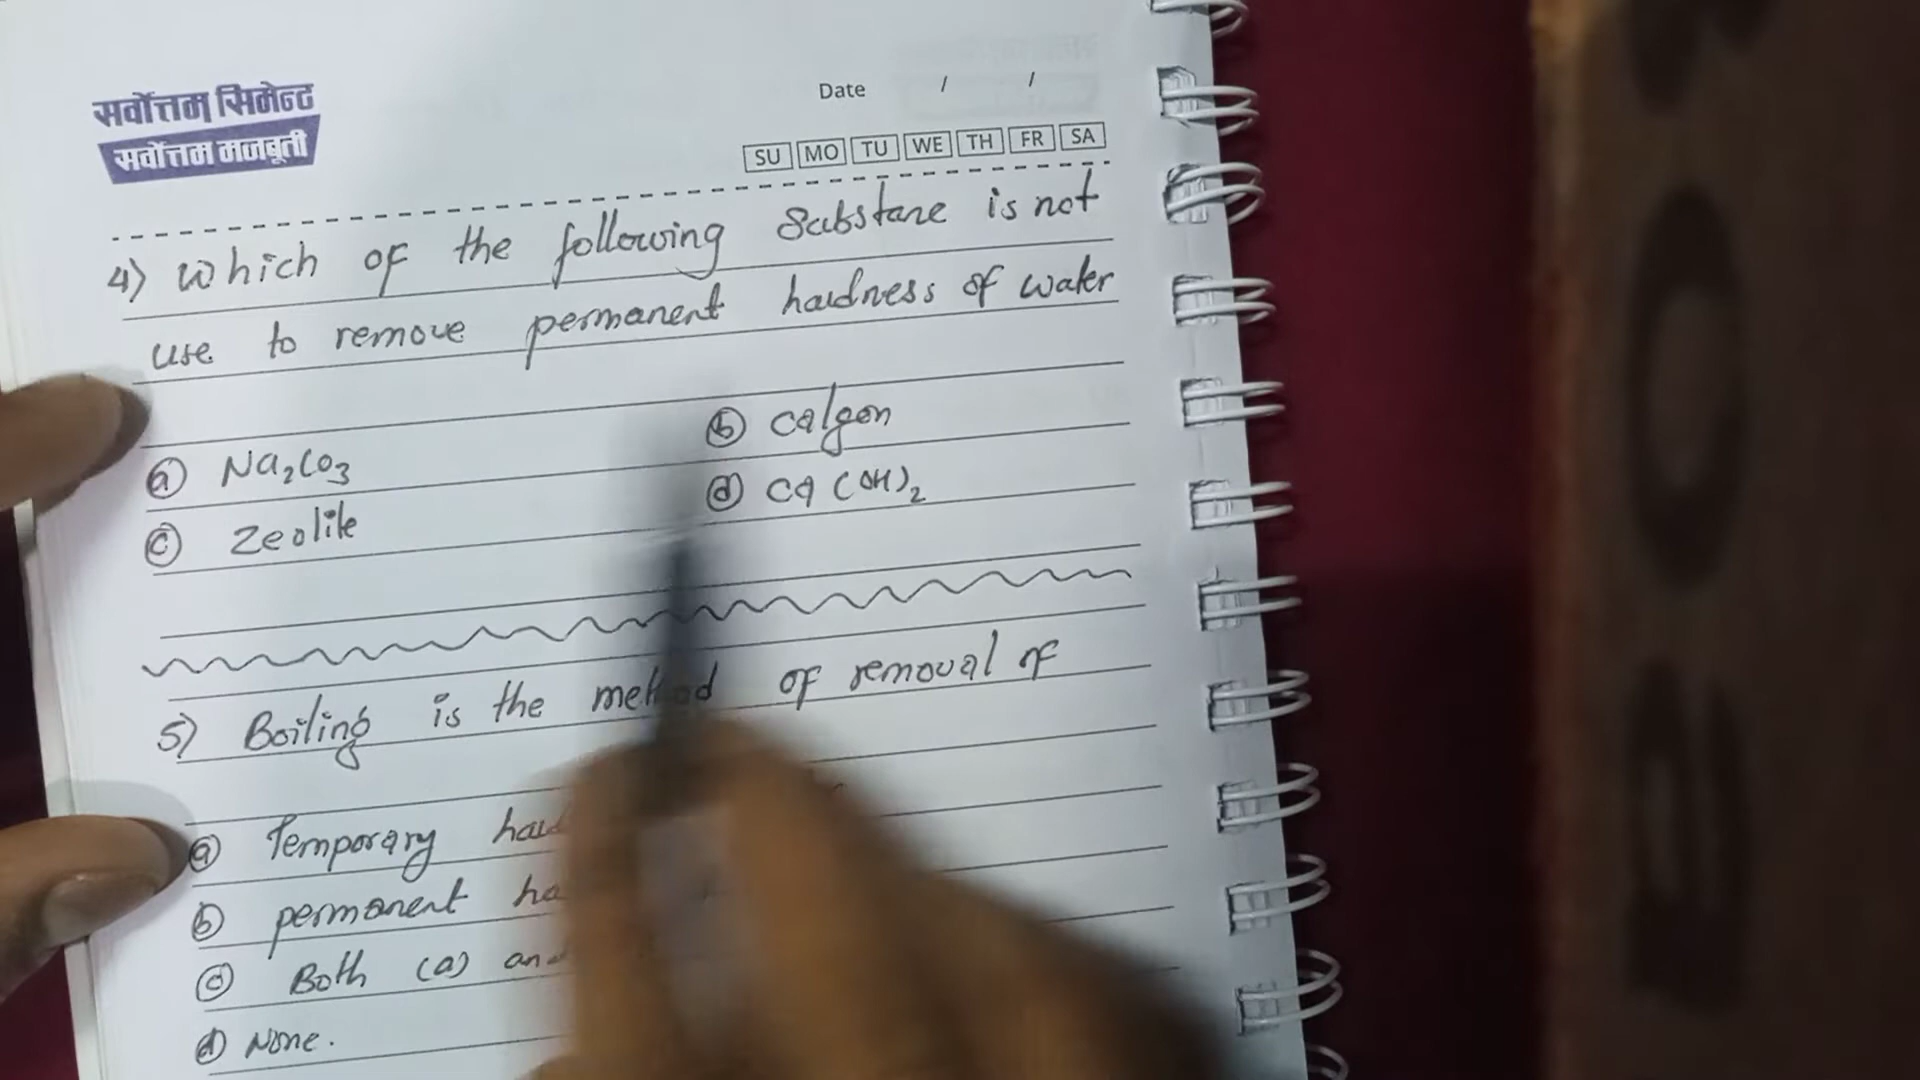 सर्वोत्तम सिमेन्ट
सर्वोत्तम मजबूती
Date / /
SU MO TU WE TH FR SA
4) Which of the following Substane is not
use to remove permanent hardness of water
(a) Na₂CO₃ (b) calgon
(c) Zeolite (d) Ca(OH)₂
5) Boiling is the method of removal of
(a) Temporary
(b) permanent
(c) Both (a) and
(d) None.